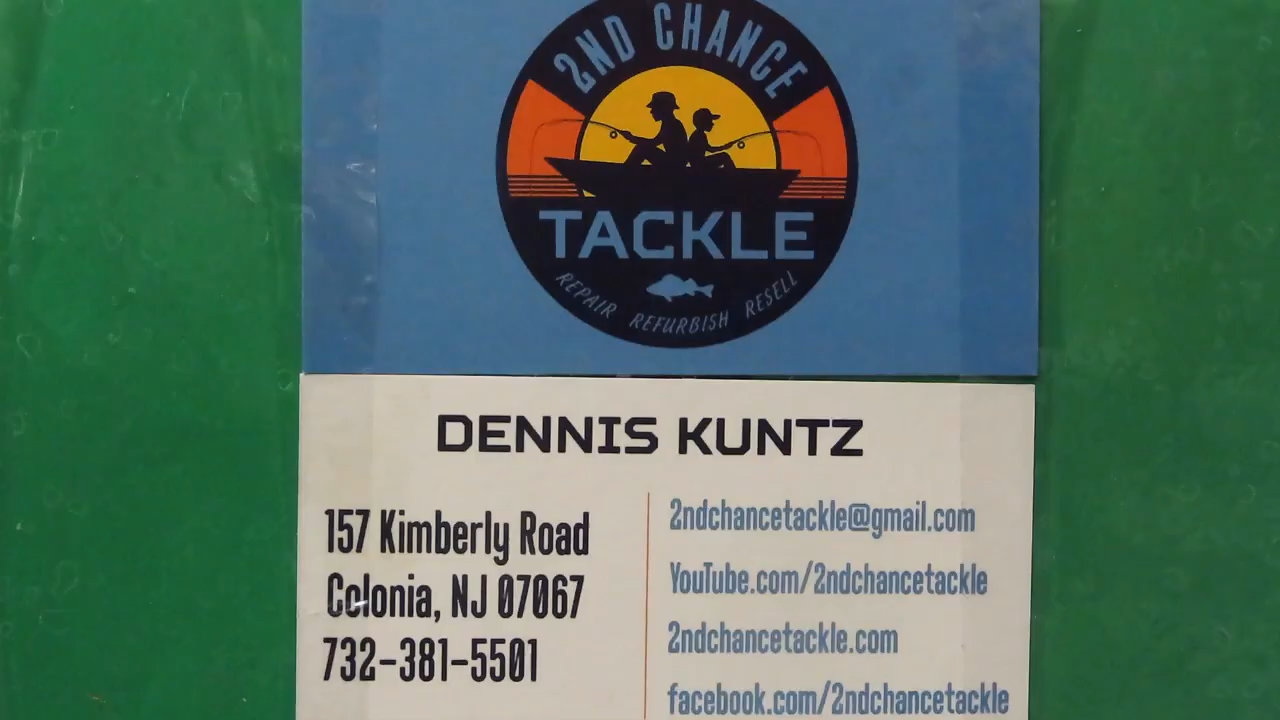 2ND CHANCE
TACKLE
REPAIR REFURBISH RESELL
DENNIS KUNTZ
157 Kimberly Road
Colonia, NJ 07067
732-381-5501
2ndchancetackle@gmail.com
YouTube.com/2ndchancetackle
2ndchancetackle.com
facebook.com/2ndchancetackle